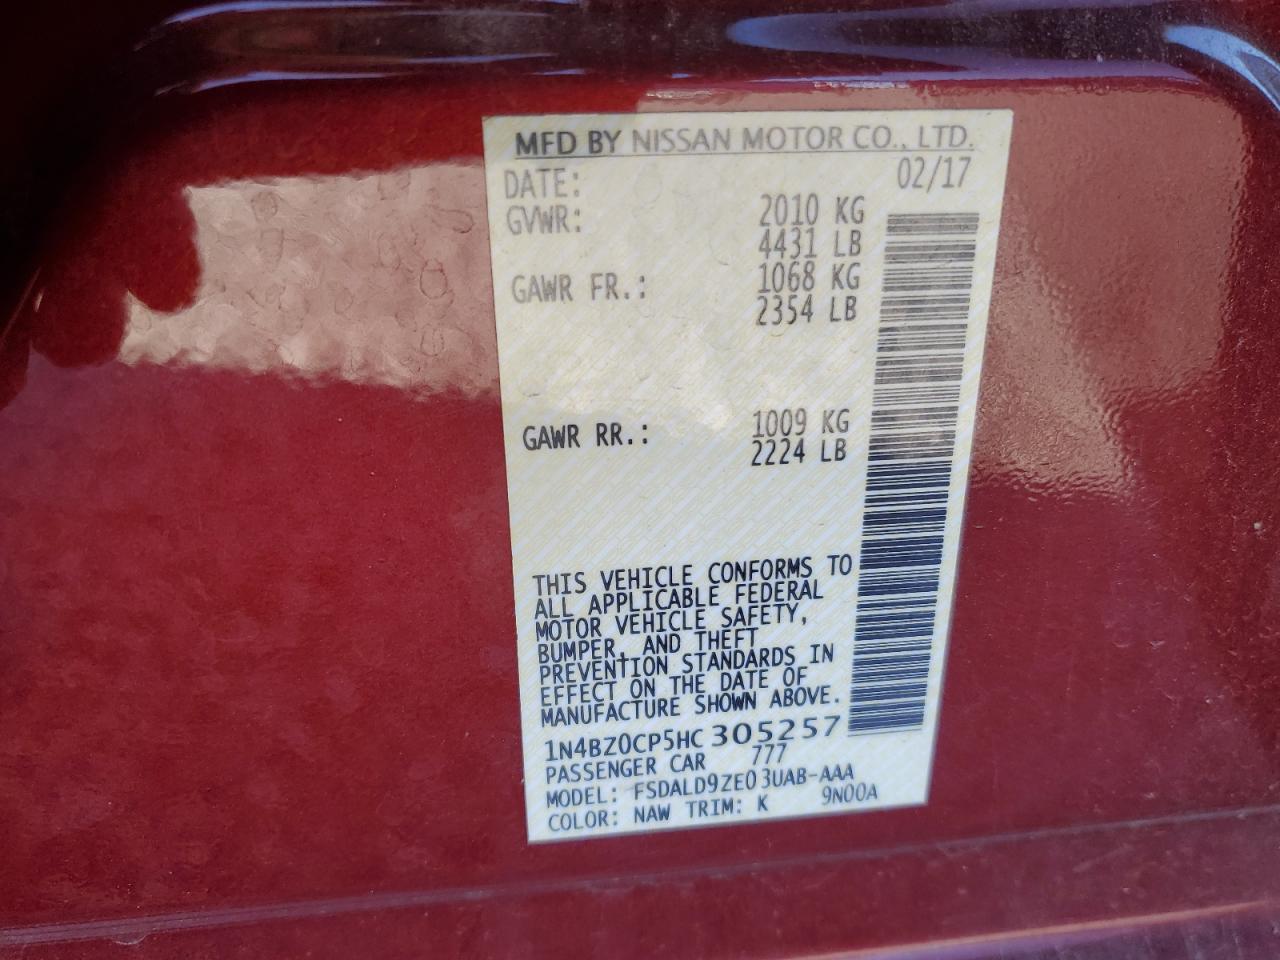 MFD BY NISSAN MOTOR CO., LTD.
DATE: 02/17
GVWR: 2010 KG
4431 LB
GAWR FR.: 1068 KG
2354 LB
GAWR RR.: 1009 KG
2224 LB
THIS VEHICLE CONFORMS TO
ALL APPLICABLE FEDERAL
MOTOR VEHICLE SAFETY,
BUMPER, AND THEFT
PREVENTION STANDARDS IN
EFFECT ON THE DATE OF
MANUFACTURE SHOWN ABOVE.
1N4BZ0CP5HC 305257
PASSENGER CAR 777
MODEL: FSDALD9ZE03UAB-AAA
COLOR: NAW TRIM: K 9N00A